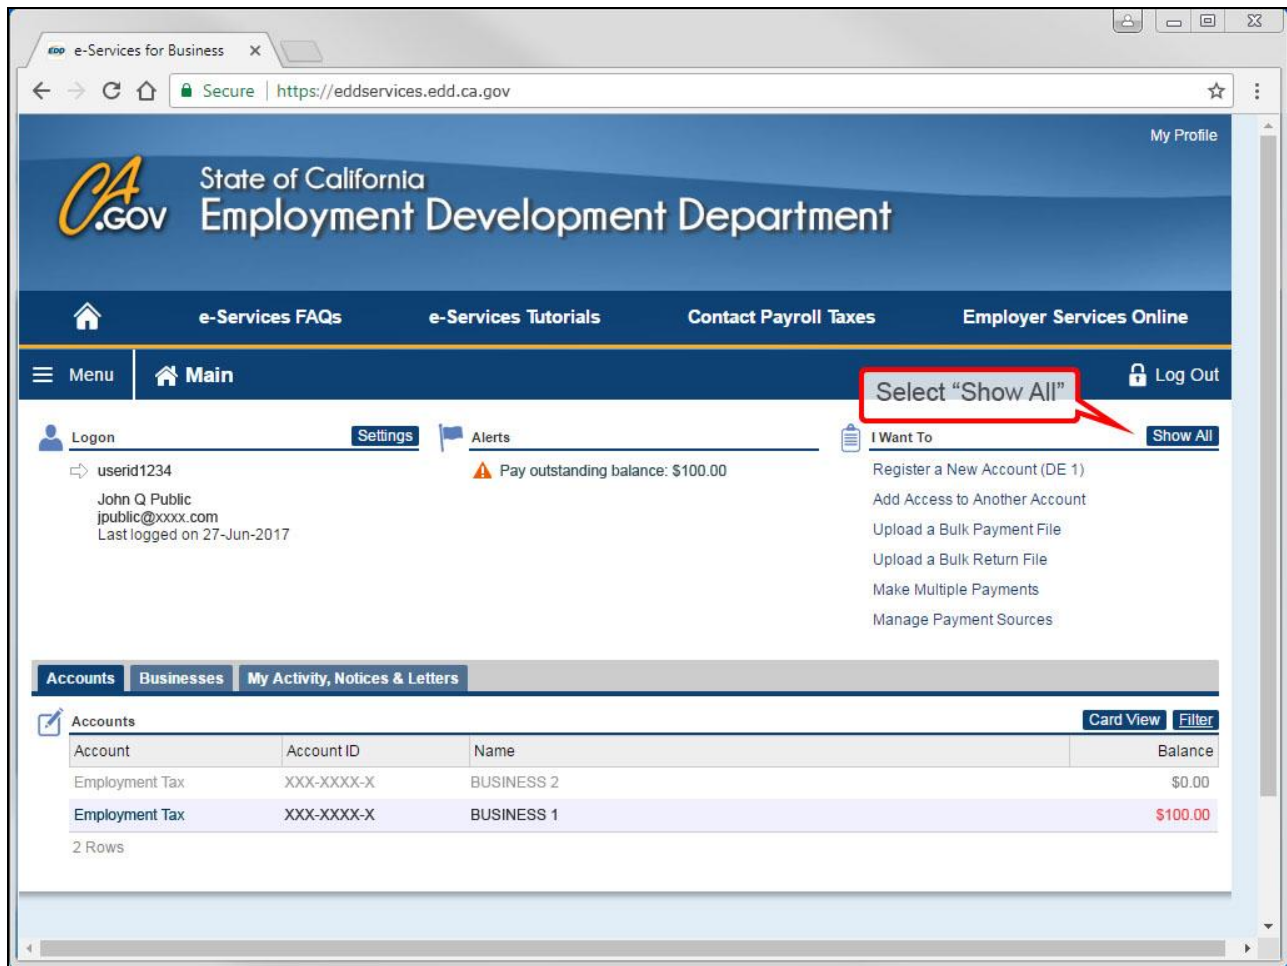 EDD e-Services for Business
Secure | https://eddservices.edd.ca.gov
My Profile
CA.GOV
State of California
Employment Development Department
e-Services FAQs e-Services Tutorials Contact Payroll Taxes Employer Services Online
Menu Main Log Out
Select “Show All”
Logon Settings
userid1234
John Q Public
jpublic@xxxx.com
Last logged on 27-Jun-2017
Alerts
Pay outstanding balance: $100.00
I Want To Show All
Register a New Account (DE 1)
Add Access to Another Account
Upload a Bulk Payment File
Upload a Bulk Return File
Make Multiple Payments
Manage Payment Sources
Accounts Businesses My Activity, Notices & Letters
Accounts Card View Filter
Account Account ID Name Balance
Employment Tax XXX-XXXX-X BUSINESS 2 $0.00
Employment Tax XXX-XXXX-X BUSINESS 1 $100.00
2 Rows